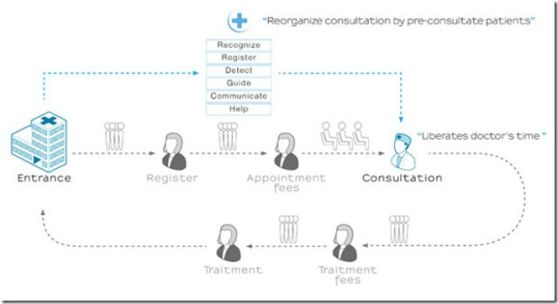 "Reorganize consultation by pre-consultate patients"
Recognize
Register
Detect
Guide
Communicate
Help
"Liberates doctor's time"
Entrance
Register
Appointment
fees
Consultation
Traitment
Traitment
fees